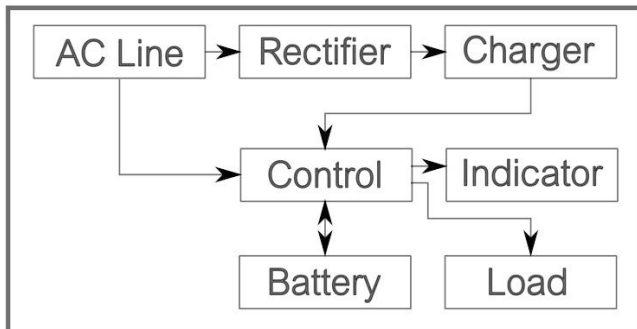 AC Line
Rectifier
Charger
Control
Indicator
Battery
Load